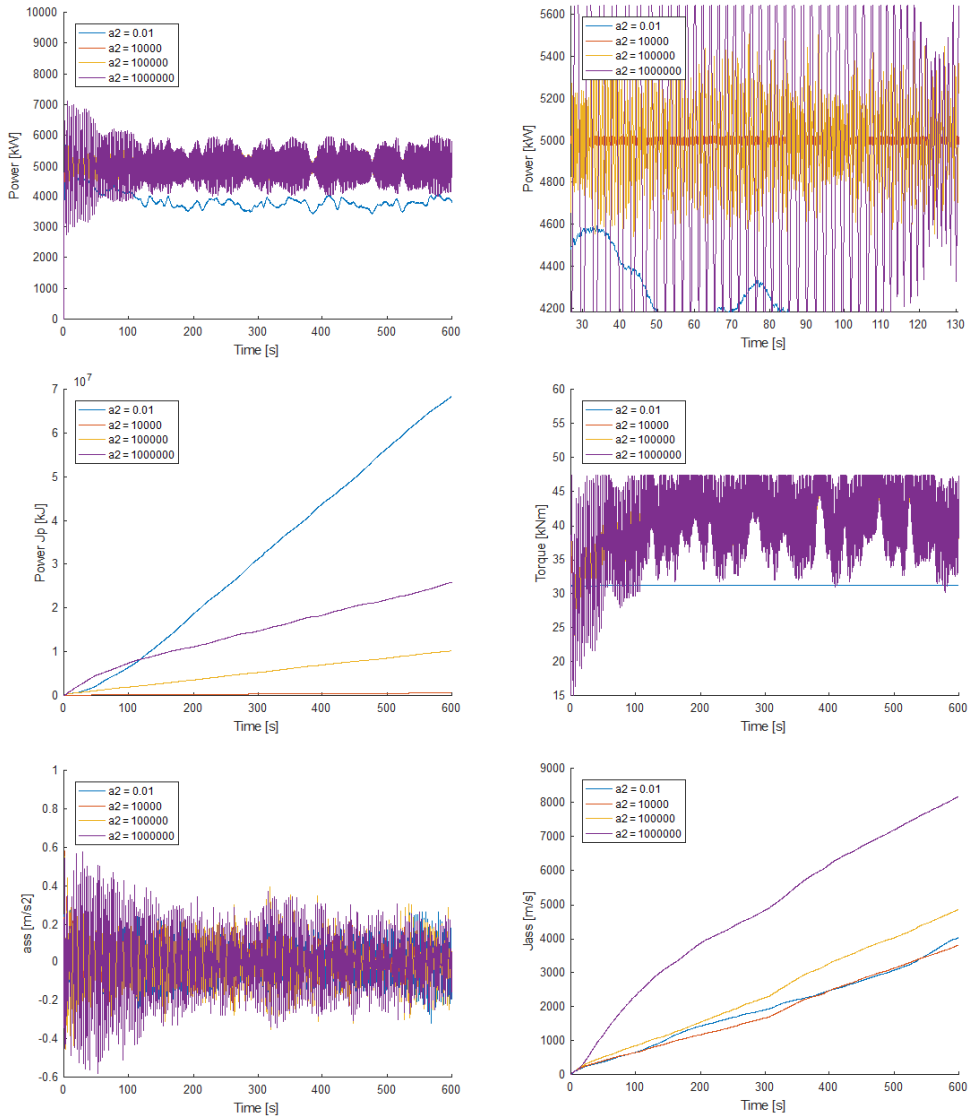 10000
9000
8000
7000
6000
5000
4000
3000
2000
1000
0
Power [kW]
a2 = 0.01
a2 = 10000
a2 = 100000
a2 = 1000000
0 100 200 300 400 500 600
Time [s]
5600
5400
5200
5000
4800
4600
4400
4200
Power [kW]
a2 = 0.01
a2 = 10000
a2 = 100000
a2 = 1000000
30 40 50 60 70 80 90 100 110 120 130
Time [s]
10^7
7
6
5
4
3
2
1
0
Power Jp [kJ]
a2 = 0.01
a2 = 10000
a2 = 100000
a2 = 1000000
0 100 200 300 400 500 600
Time [s]
60
55
50
45
40
35
30
25
20
15
Torque [kNm]
a2 = 0.01
a2 = 10000
a2 = 100000
a2 = 1000000
0 100 200 300 400 500 600
Time [s]
1
0.8
0.6
0.4
0.2
0
-0.2
-0.4
-0.6
ass [m/s2]
a2 = 0.01
a2 = 10000
a2 = 100000
a2 = 1000000
0 100 200 300 400 500 600
Time [s]
9000
8000
7000
6000
5000
4000
3000
2000
1000
0
Jass [m/s]
a2 = 0.01
a2 = 10000
a2 = 100000
a2 = 1000000
0 100 200 300 400 500 600
Time [s]